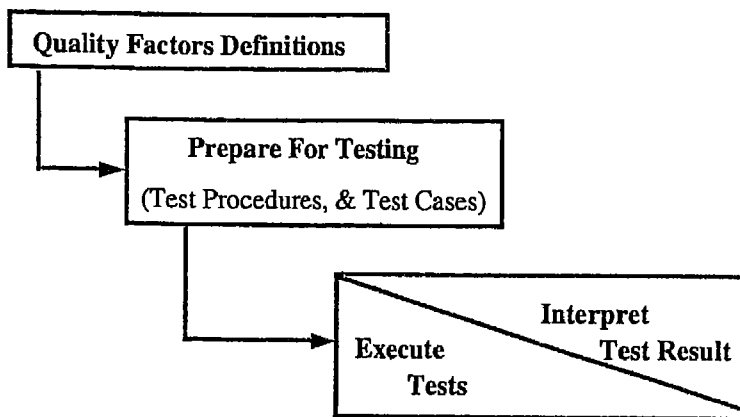 Quality Factors Definitions
Prepare For Testing
(Test Procedures, & Test Cases)
Interpret
Test Result
Execute
Tests